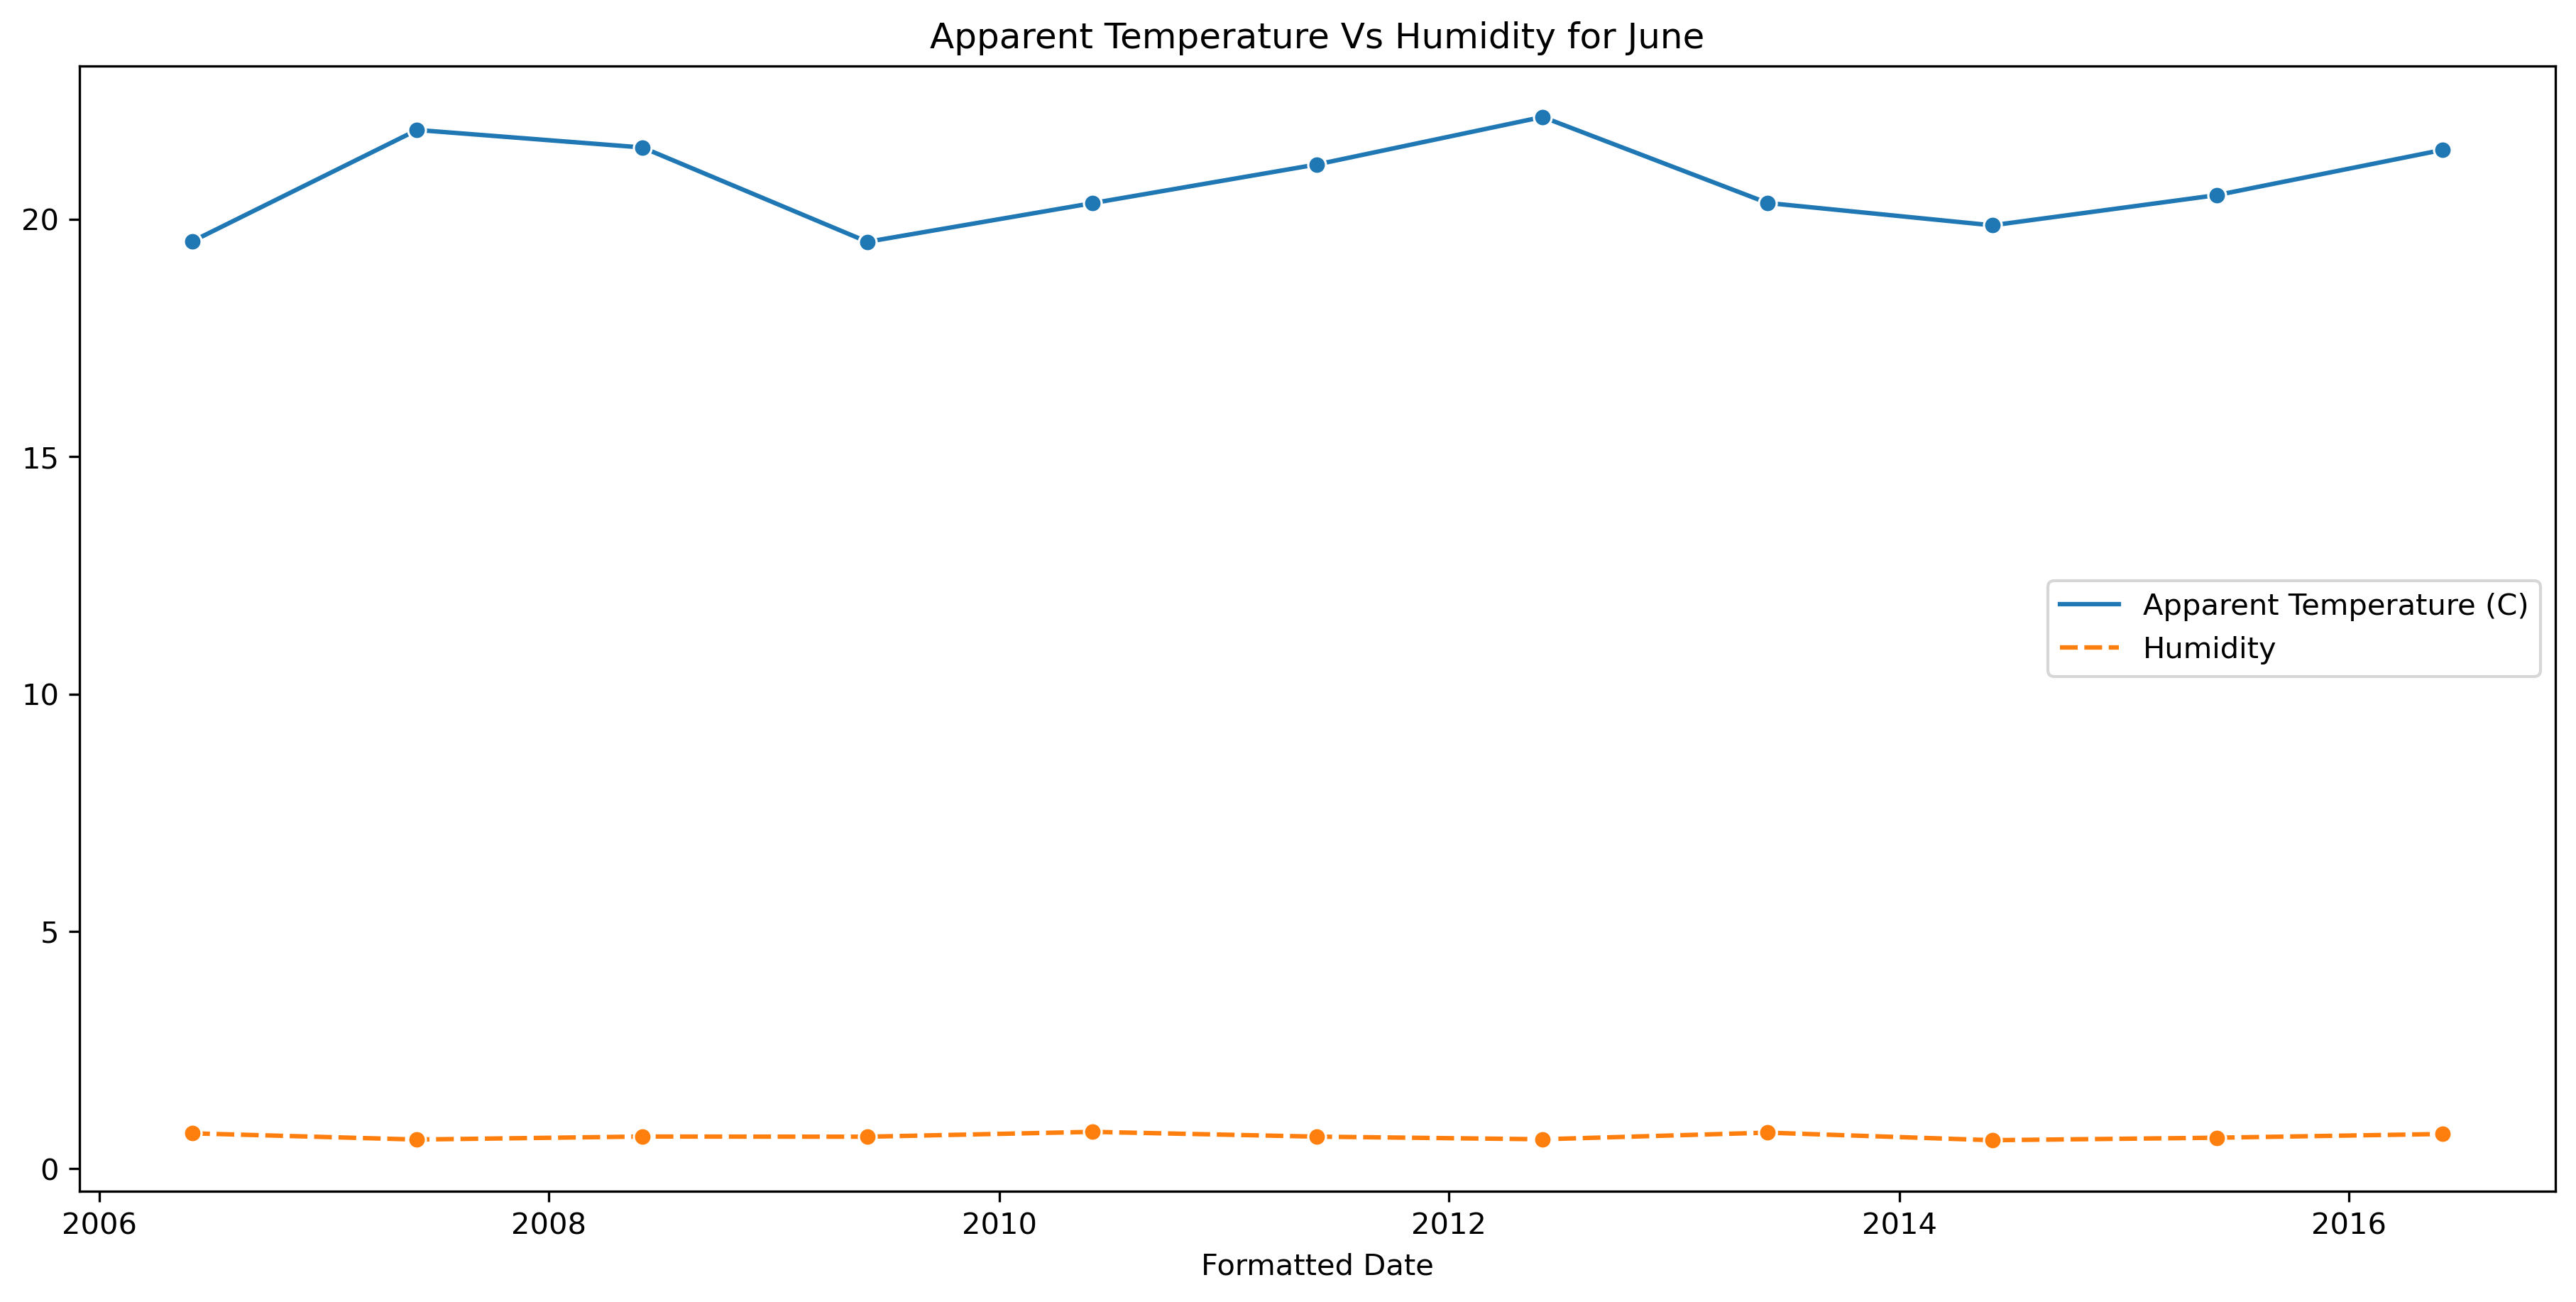 Apparent Temperature Vs Humidity for June
20
15
10
5
0
Apparent Temperature (C)
Humidity
2006
2008
2010
2012
2014
2016
Formatted Date